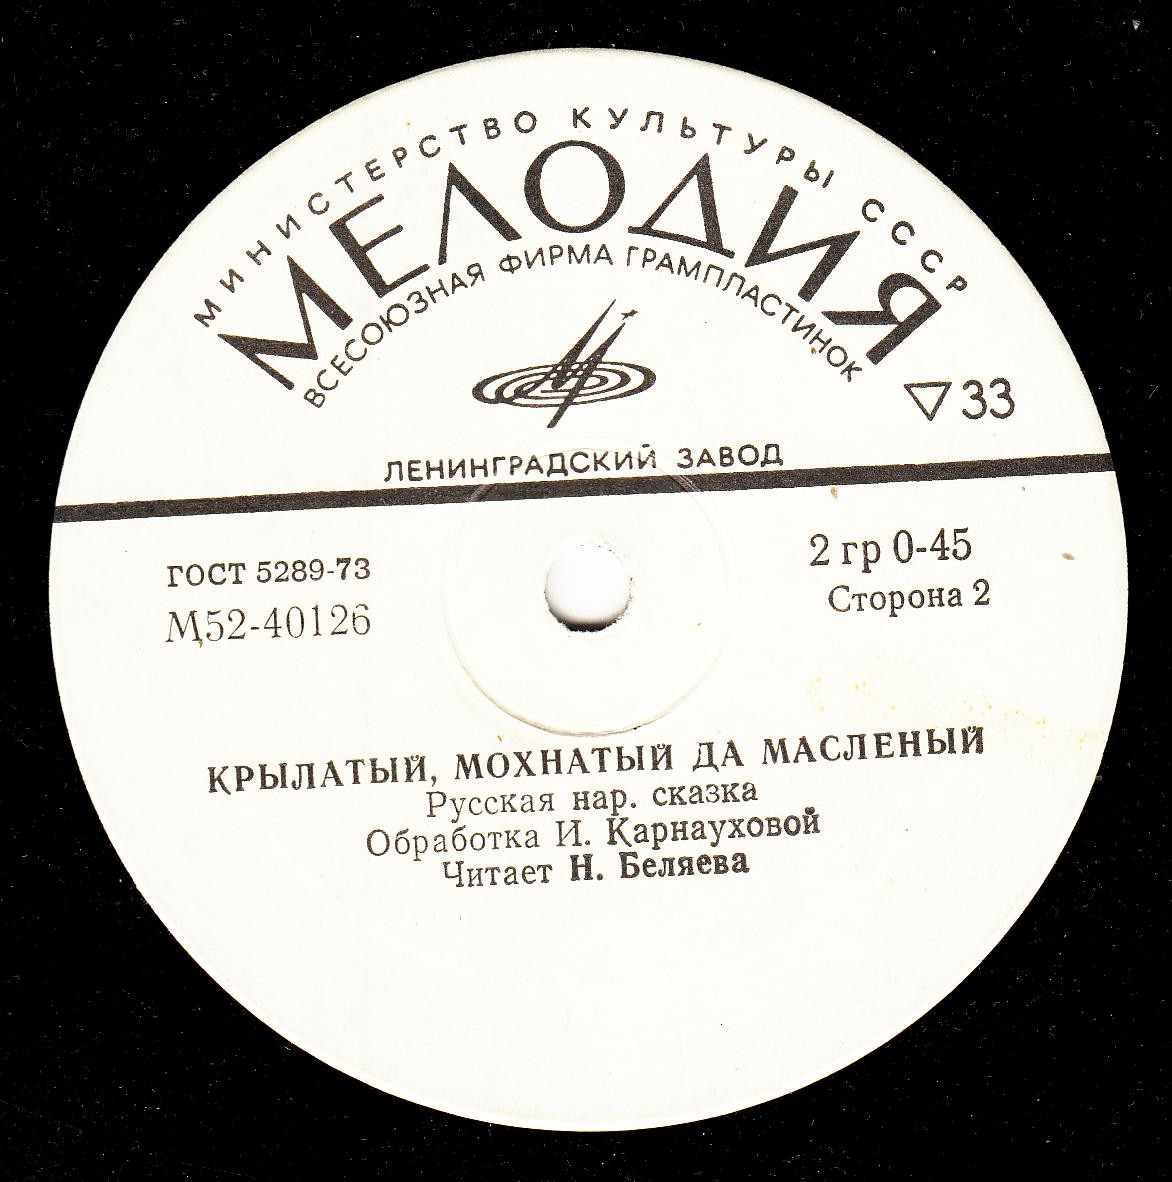 МИНИСТЕРСТВО КУЛЬТУРЫ СССР
МЕЛОДИЯ
ВСЕСОЮЗНАЯ ФИРМА ГРАМПЛАСТИНОК
▽33
ЛЕНИНГРАДСКИЙ ЗАВОД
ГОСТ 5289-73
М52-40126
2 гр 0-45
Сторона 2
КРЫЛАТЫЙ, МОХНАТЫЙ ДА МАСЛЕНЫЙ
Русская нар. сказка
Обработка И. Карнауховой
Читает Н. Беляева